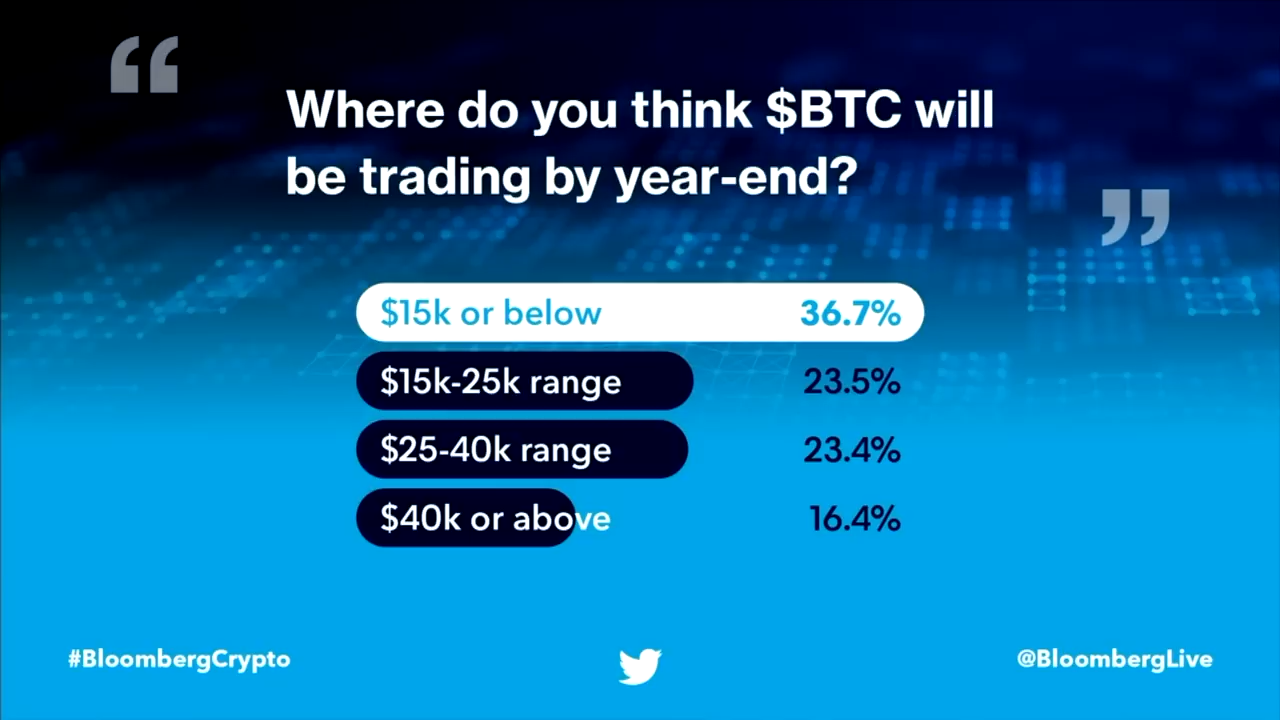 “
Where do you think $BTC will
be trading by year-end?
”
$15k or below 36.7%
$15k-25k range 23.5%
$25-40k range 23.4%
$40k or above 16.4%
#BloombergCrypto @BloombergLive